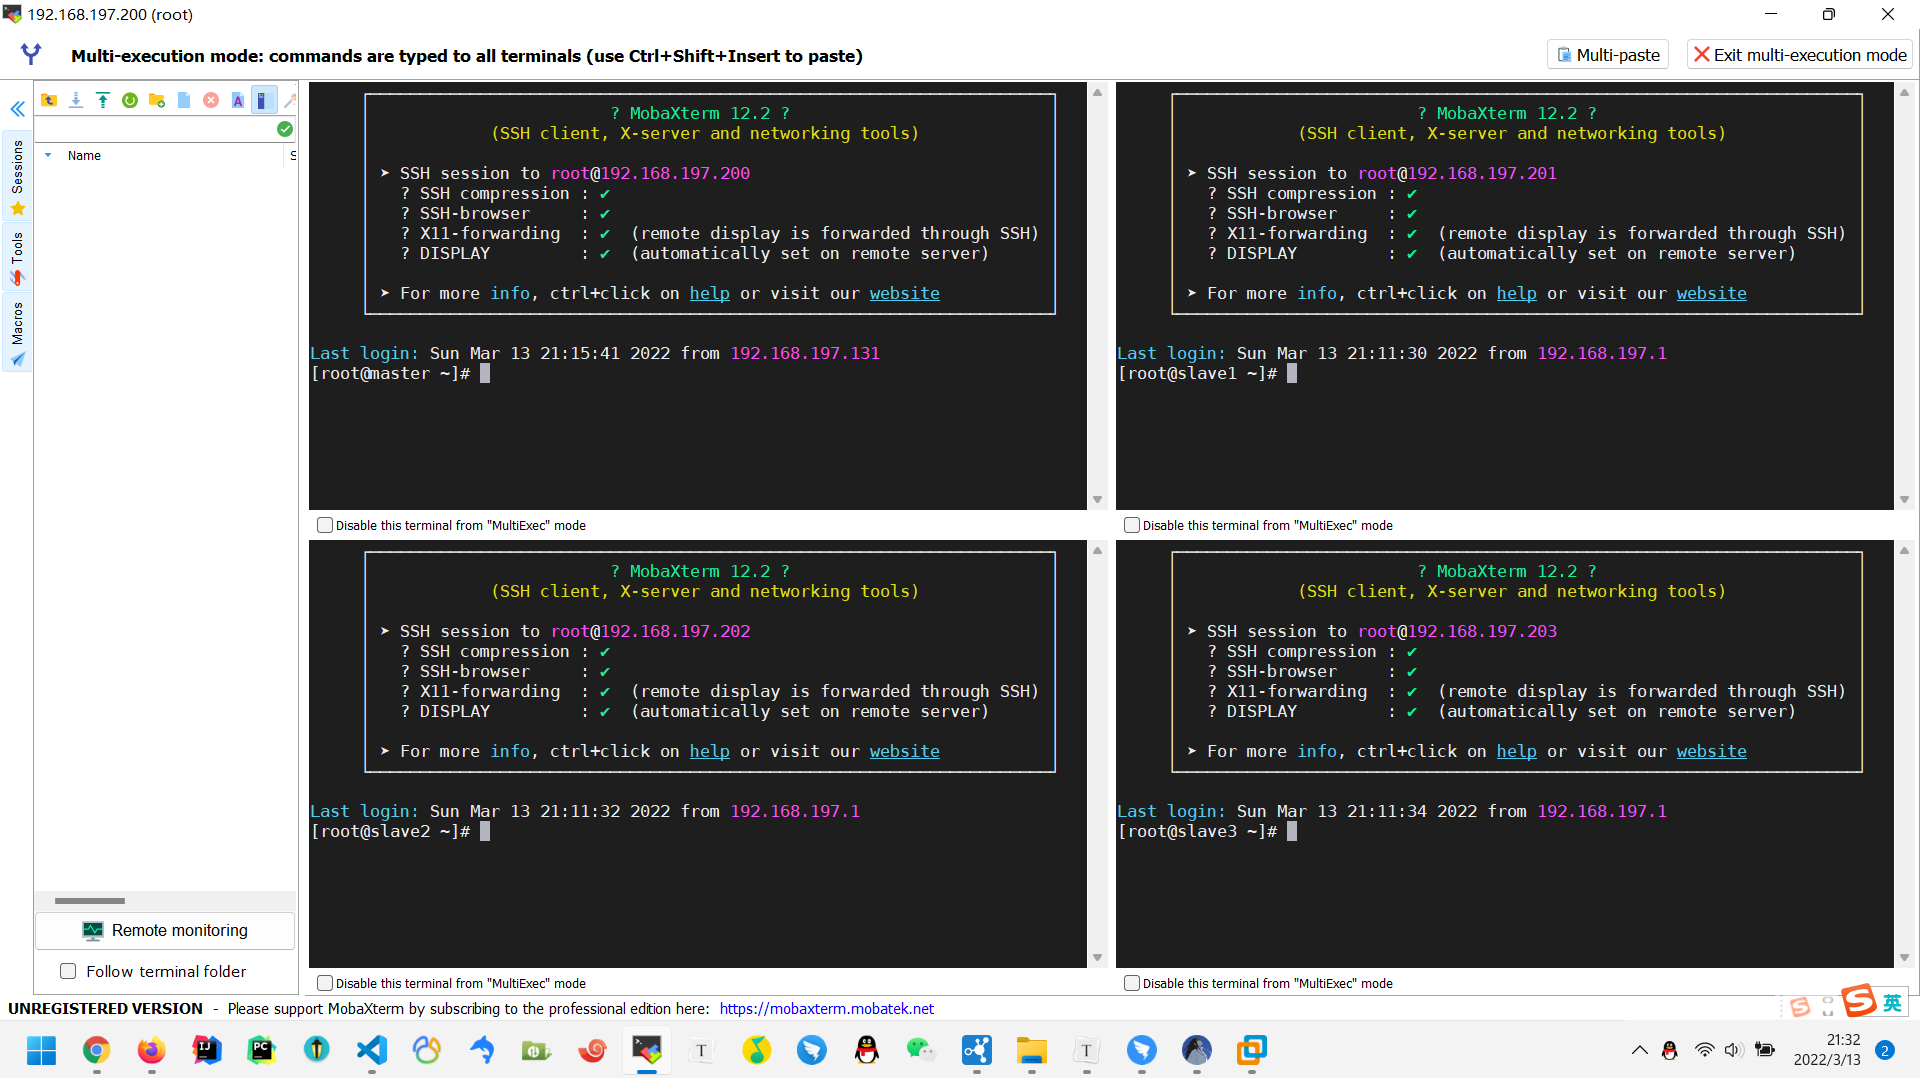 192.168.197.200 (root)
Multi-execution mode: commands are typed to all terminals (use Ctrl+Shift+Insert to paste)
Multi-paste
Exit multi-execution mode
Sessions
Tools
Macros
Name
S
? MobaXterm 12.2 ?
(SSH client, X-server and networking tools)
➤ SSH session to root@192.168.197.200
? SSH compression : ✔
? SSH-browser     : ✔
? X11-forwarding  : ✔  (remote display is forwarded through SSH)
? DISPLAY         : ✔  (automatically set on remote server)
➤ For more info, ctrl+click on help or visit our website
Last login: Sun Mar 13 21:15:41 2022 from 192.168.197.131
[root@master ~]#
Disable this terminal from "MultiExec" mode
? MobaXterm 12.2 ?
(SSH client, X-server and networking tools)
➤ SSH session to root@192.168.197.201
? SSH compression : ✔
? SSH-browser     : ✔
? X11-forwarding  : ✔  (remote display is forwarded through SSH)
? DISPLAY         : ✔  (automatically set on remote server)
➤ For more info, ctrl+click on help or visit our website
Last login: Sun Mar 13 21:11:30 2022 from 192.168.197.1
[root@slave1 ~]#
Disable this terminal from "MultiExec" mode
? MobaXterm 12.2 ?
(SSH client, X-server and networking tools)
➤ SSH session to root@192.168.197.202
? SSH compression : ✔
? SSH-browser     : ✔
? X11-forwarding  : ✔  (remote display is forwarded through SSH)
? DISPLAY         : ✔  (automatically set on remote server)
➤ For more info, ctrl+click on help or visit our website
Last login: Sun Mar 13 21:11:32 2022 from 192.168.197.1
[root@slave2 ~]#
Disable this terminal from "MultiExec" mode
? MobaXterm 12.2 ?
(SSH client, X-server and networking tools)
➤ SSH session to root@192.168.197.203
? SSH compression : ✔
? SSH-browser     : ✔
? X11-forwarding  : ✔  (remote display is forwarded through SSH)
? DISPLAY         : ✔  (automatically set on remote server)
➤ For more info, ctrl+click on help or visit our website
Last login: Sun Mar 13 21:11:34 2022 from 192.168.197.1
[root@slave3 ~]#
Disable this terminal from "MultiExec" mode
Remote monitoring
Follow terminal folder
UNREGISTERED VERSION - Please support MobaXterm by subscribing to the professional edition here: https://mobaxterm.mobatek.net
英
21:32
2022/3/13
2